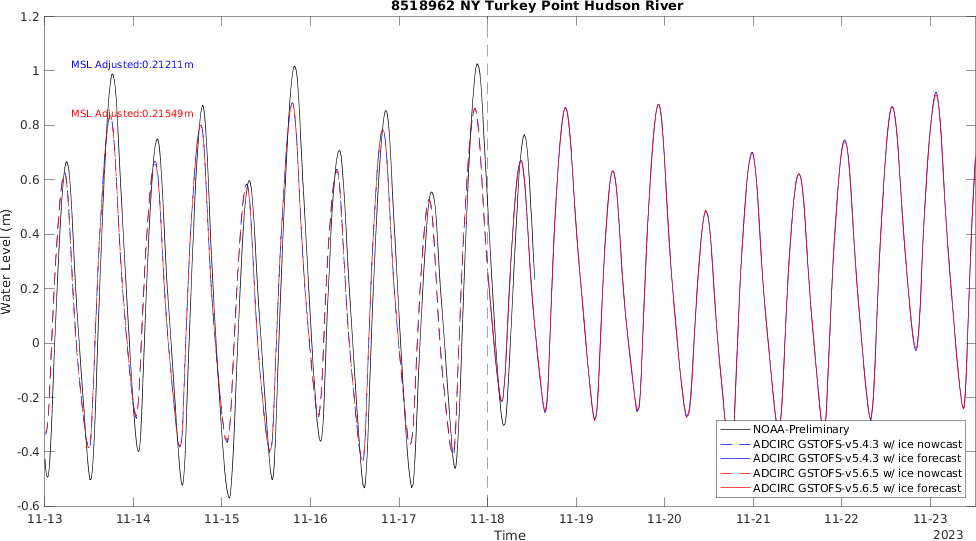 8518962 NY Turkey Point Hudson River
1.2
1
0.8
0.6
0.4
0.2
0
-0.2
-0.4
-0.6
Water Level (m)
MSL Adjusted:0.21211m
MSL Adjusted:0.21549m
NOAA-Preliminary
ADCIRC GSTOFS-v5.4.3 w/ ice nowcast
ADCIRC GSTOFS-v5.4.3 w/ ice forecast
ADCIRC GSTOFS-v5.6.5 w/ ice nowcast
ADCIRC GSTOFS-v5.6.5 w/ ice forecast
11-13 11-14 11-15 11-16 11-17 11-18 11-19 11-20 11-21 11-22 11-23
Time
2023